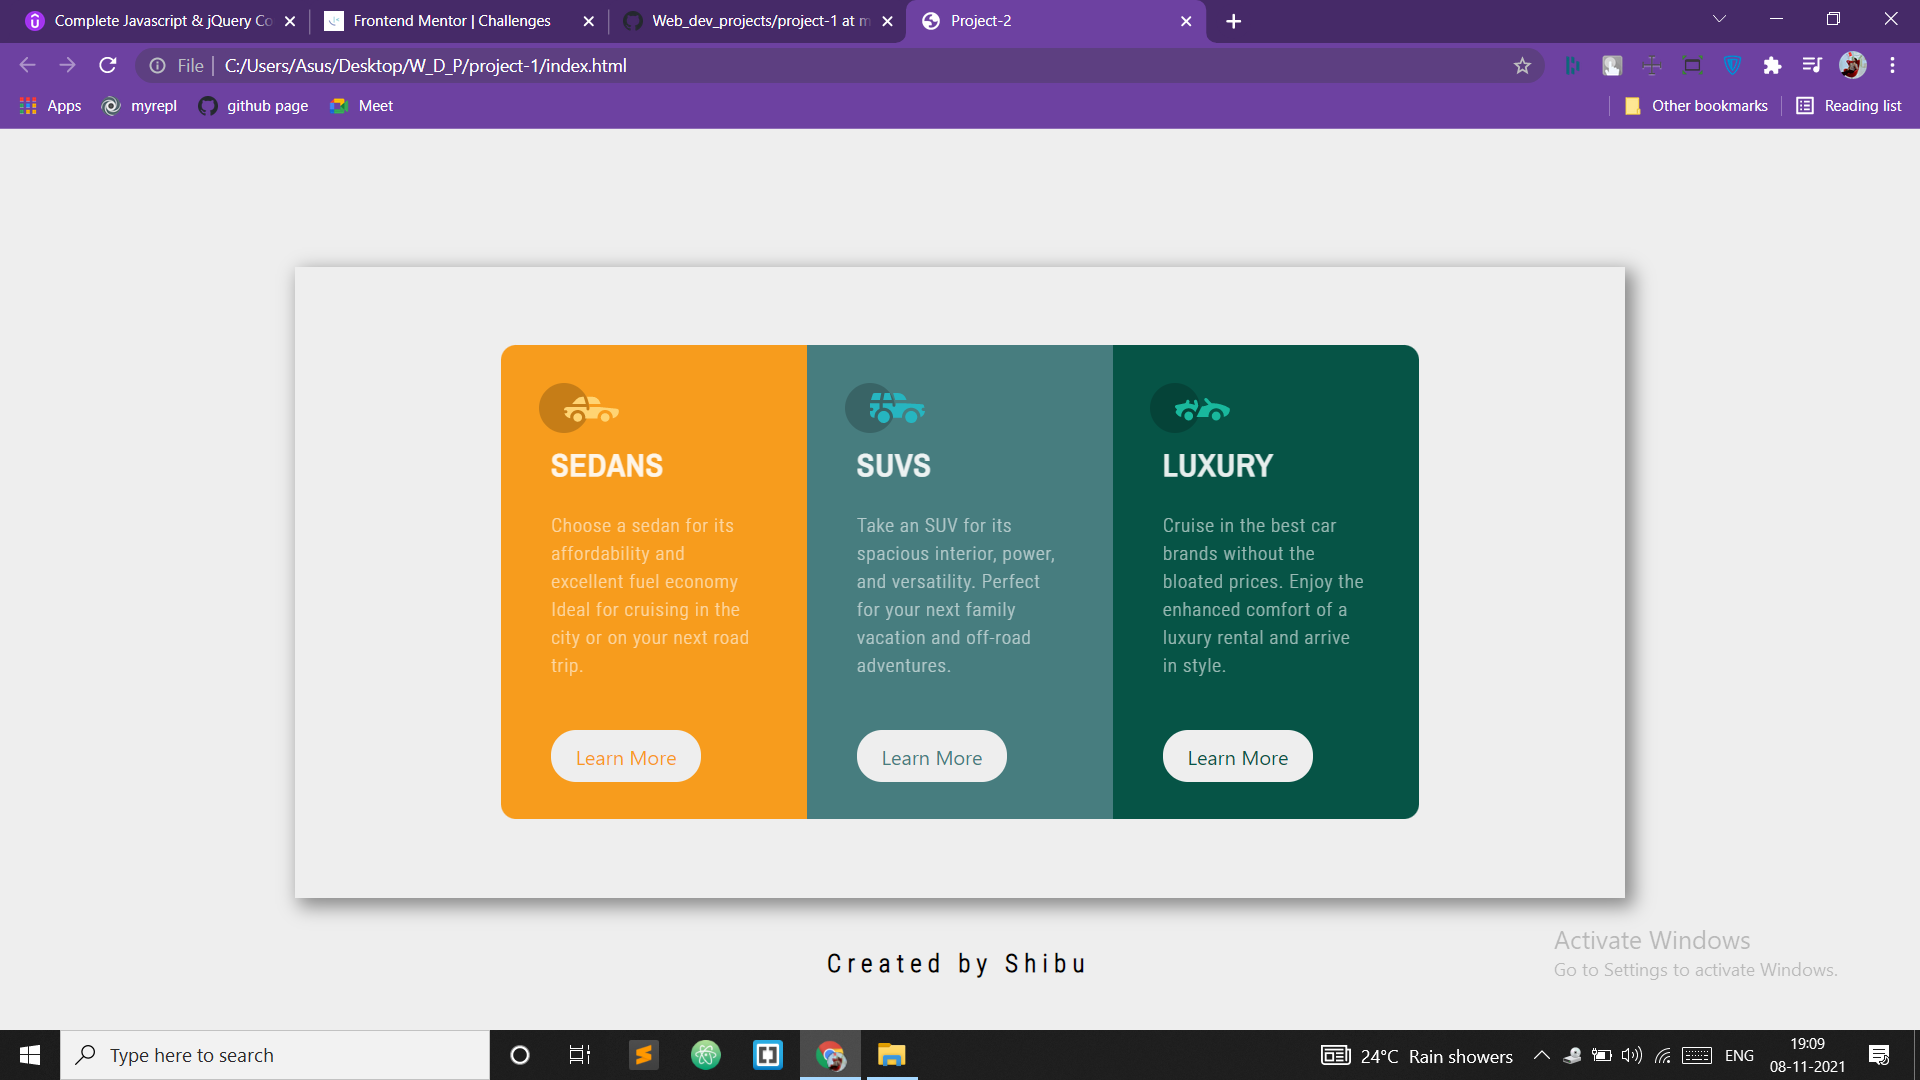 Complete Javascript & jQuery Co
Frontend Mentor | Challenges
Web_dev_projects/project-1 at m
Project-2
File
C:/Users/Asus/Desktop/W_D_P/project-1/index.html
Apps
myrepl
github page
Meet
Other bookmarks
Reading list
SEDANS
Choose a sedan for its
affordability and
excellent fuel economy
Ideal for cruising in the
city or on your next road
trip.
Learn More
SUVS
Take an SUV for its
spacious interior, power,
and versatility. Perfect
for your next family
vacation and off-road
adventures.
Learn More
LUXURY
Cruise in the best car
brands without the
bloated prices. Enjoy the
enhanced comfort of a
luxury rental and arrive
in style.
Learn More
Created by Shibu
Activate Windows
Go to Settings to activate Windows.
Type here to search
24°C Rain showers
ENG
19:09
08-11-2021